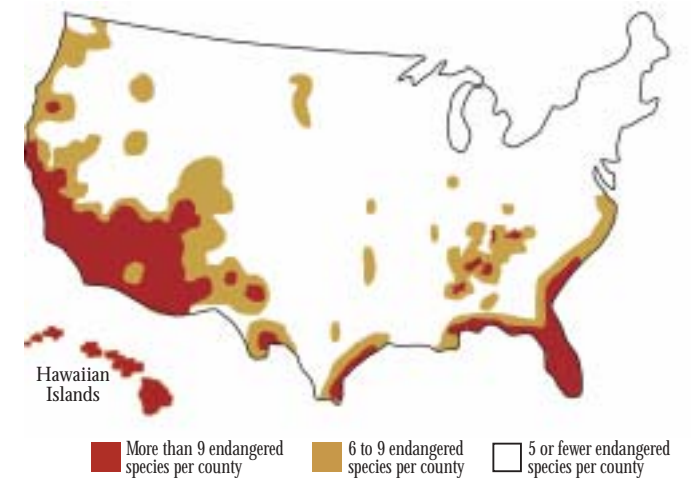 Hawaiian
Islands
More than 9 endangered
species per county
6 to 9 endangered
species per county
5 or fewer endangered
species per county